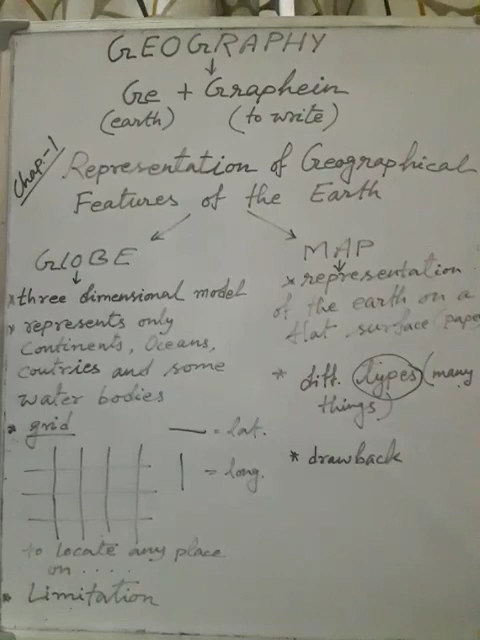 GEOGRAPHY
Ge + Graphein
(earth) (to write)
Chap:-1
Representation of Geographical
Features of the Earth
GLOBE
* three dimensional model
* represents only
Continents, Oceans,
coutries and some
water bodies
* grid
— = lat.
| = long.
to locate any place
on ....
* Limitation
MAP
* representation
of the earth on a
flat surface (pape
* diff. types (many
things)
* drawback